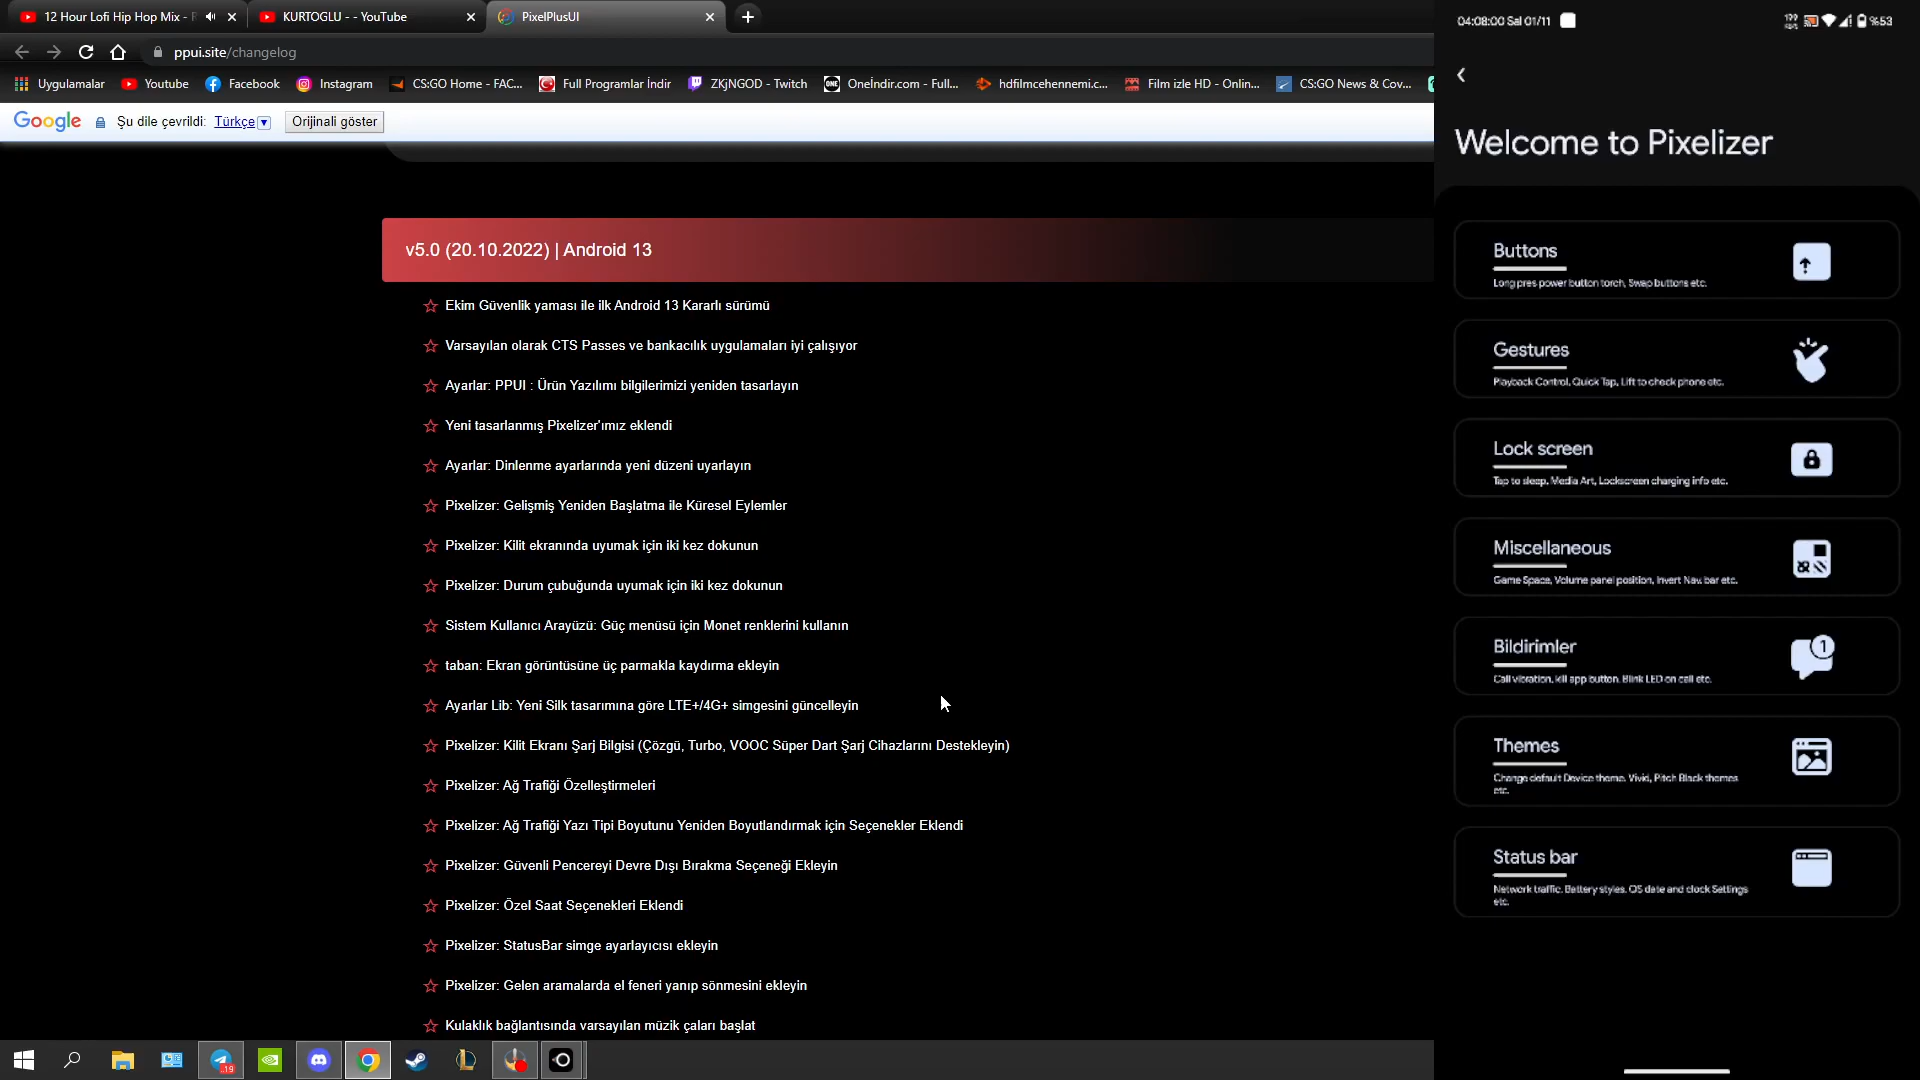 12 Hour Lofi Hip Hop Mix -
KURTOGLU - - YouTube
PixelPlusUI
ppui.site/changelog
Uygulamalar
Youtube
Facebook
Instagram
CS:GO Home - FAC...
Full Programlar İndir
ZKjNGOD - Twitch
ONE
Oneİndir.com - Full...
hdfilmcehennemi.c...
Film izle HD - Onlin...
CS:GO News & Cov...
Google
Şu dile çevrildi:
Türkçe
Orijinali göster
v5.0 (20.10.2022) | Android 13
Ekim Güvenlik yaması ile ilk Android 13 Kararlı sürümü
Varsayılan olarak CTS Passes ve bankacılık uygulamaları iyi çalışıyor
Ayarlar: PPUI : Ürün Yazılımı bilgilerimizi yeniden tasarlayın
Yeni tasarlanmış Pixelizer'ımız eklendi
Ayarlar: Dinlenme ayarlarında yeni düzeni uyarlayın
Pixelizer: Gelişmiş Yeniden Başlatma ile Küresel Eylemler
Pixelizer: Kilit ekranında uyumak için iki kez dokunun
Pixelizer: Durum çubuğunda uyumak için iki kez dokunun
Sistem Kullanıcı Arayüzü: Güç menüsü için Monet renklerini kullanın
taban: Ekran görüntüsüne üç parmakla kaydırma ekleyin
Ayarlar Lib: Yeni Silk tasarımına göre LTE+/4G+ simgesini güncelleyin
Pixelizer: Kilit Ekranı Şarj Bilgisi (Çözgü, Turbo, VOOC Süper Dart Şarj Cihazlarını Destekleyin)
Pixelizer: Ağ Trafiği Özelleştirmeleri
Pixelizer: Ağ Trafiği Yazı Tipi Boyutunu Yeniden Boyutlandırmak için Seçenekler Eklendi
Pixelizer: Güvenli Pencereyi Devre Dışı Bırakma Seçeneği Ekleyin
Pixelizer: Özel Saat Seçenekleri Eklendi
Pixelizer: StatusBar simge ayarlayıcısı ekleyin
Pixelizer: Gelen aramalarda el feneri yanıp sönmesini ekleyin
Kulaklık bağlantısında varsayılan müzik çaları başlat
19
04:08:00 Sal 01/11
%53
Welcome to Pixelizer
Buttons
Long pres power button torch, Swap buttons etc.
Gestures
Playback Control, Quick Tap, Lift to check phone etc.
Lock screen
Tap to sleep, Media Art, Lockscreen charging info etc.
Miscellaneous
Game Space, Volume panel position, Invert Nav bar etc.
Bildirimler
1
Call vibration, kill app button, Blink LED on call etc.
Themes
Change default Device theme, Vivid, Pitch Black themes
etc.
Status bar
Network traffic, Battery styles, QS date and clock Settings
etc.